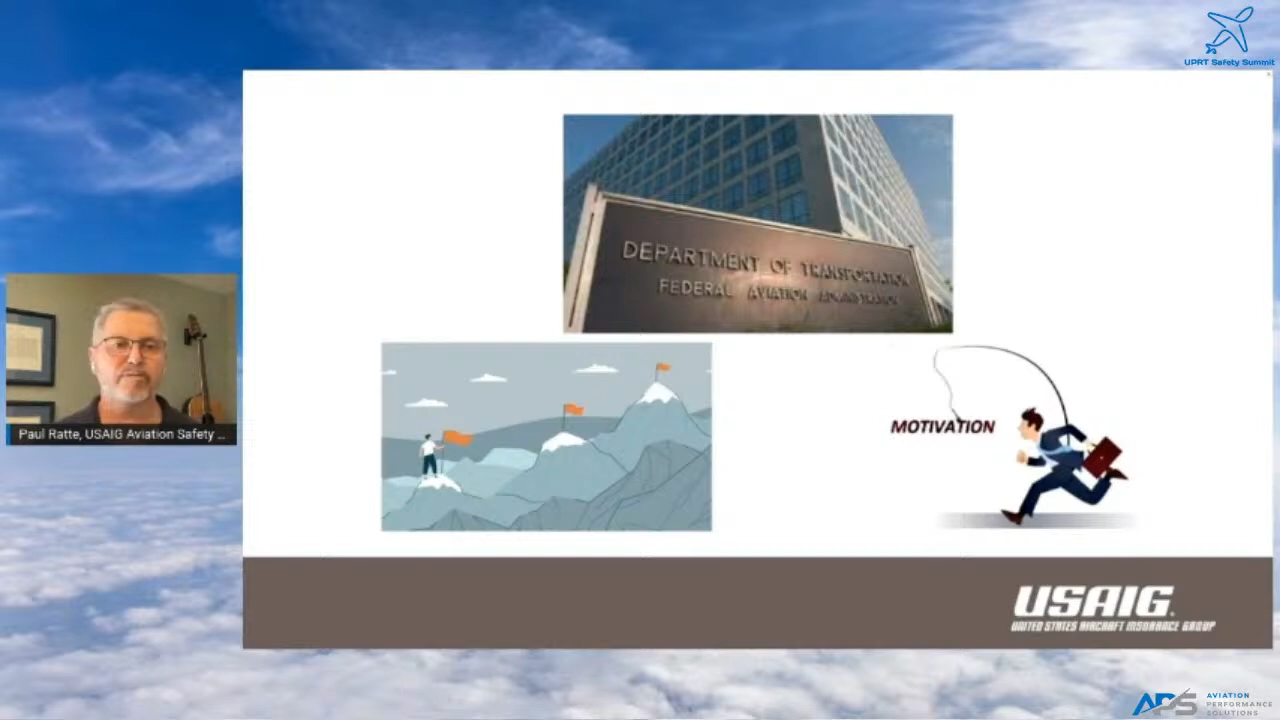 UPRT Safety Summit
DEPARTMENT OF TRANSPORTATION
FEDERAL AVIATION ADMINISTRATION
MOTIVATION
Paul Ratte, USAIG Aviation Safety ...
USAIG
UNITED STATES AIRCRAFT INSURANCE GROUP
APS
AVIATION
PERFORMANCE
SOLUTIONS